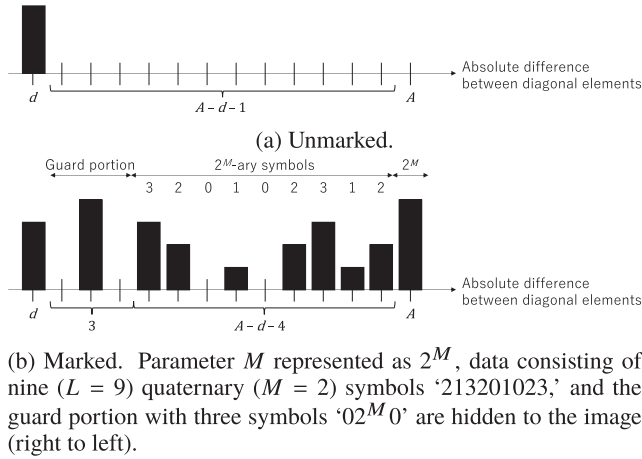 Absolute difference
between diagonal elements
d
A
A – d – 1
(a) Unmarked.
Guard portion 2^M-ary symbols 2^M
3 2 0 1 0 2 3 1 2
Absolute difference
between diagonal elements
d
A
3
A – d – 4
(b) Marked. Parameter M represented as 2^M, data consisting of
nine (L = 9) quaternary (M = 2) symbols ‘213201023,’ and the
guard portion with three symbols ‘02^M0’ are hidden to the image
(right to left).